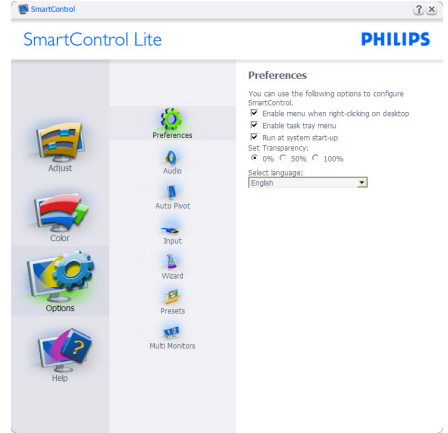 SmartControl
SmartControl Lite
PHILIPS
Adjust
Color
Options
Help
Preferences
Audio
Auto Pivot
Input
Wizard
Presets
Multi Monitors
Preferences
You can use the following options to configure
SmartControl.
Enable menu when right-clicking on desktop
Enable task tray menu
Run at system start-up
Set Transparency:
0% 50% 100%
Select language:
English